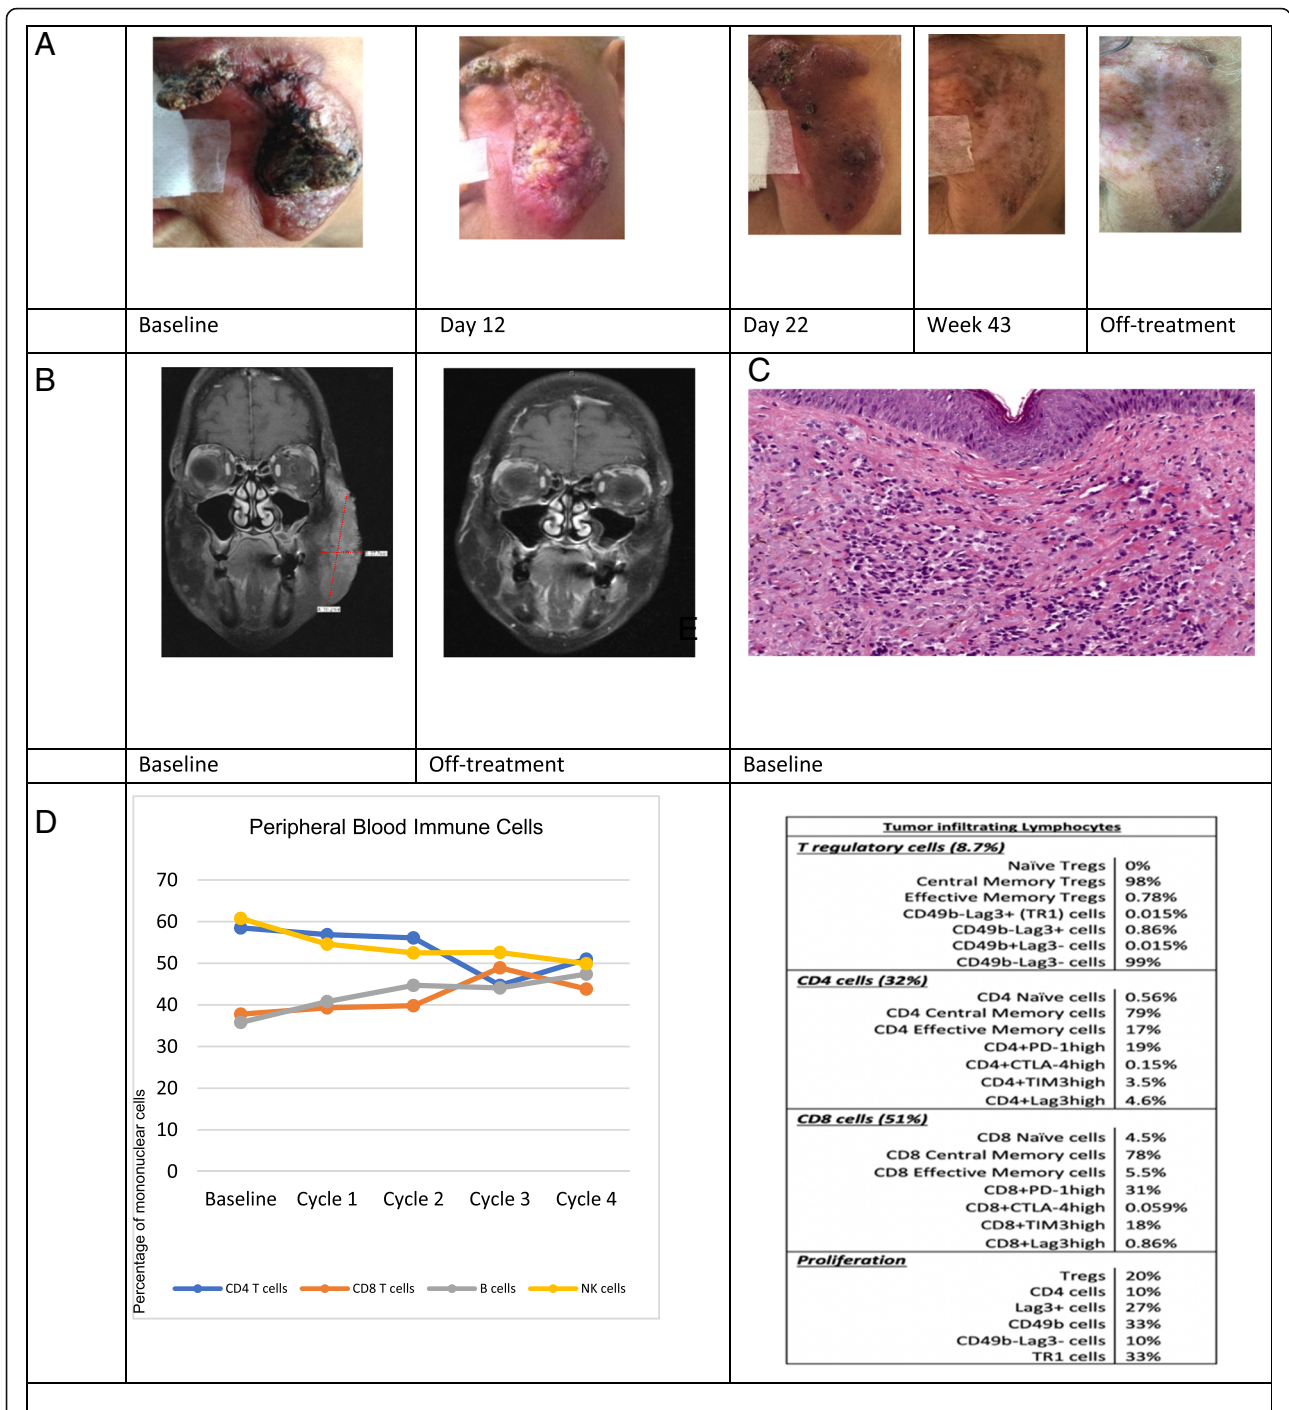 A
Baseline
Day 12
Day 22
Week 43
Off-treatment
B
C
E
Baseline
Off-treatment
Baseline
D
Peripheral Blood Immune Cells
70
60
50
40
30
20
10
0
Percentage of mononuclear cells
Baseline Cycle 1 Cycle 2 Cycle 3 Cycle 4
CD4 T cells CD8 T cells B cells NK cells
Tumor infiltrating Lymphocytes
T regulatory cells (8.7%)
Naïve Tregs 0%
Central Memory Tregs 98%
Effective Memory Tregs 0.78%
CD49b-Lag3+ (TR1) cells 0.015%
CD49b-Lag3+ cells 0.86%
CD49b+Lag3- cells 0.015%
CD49b-Lag3- cells 99%
CD4 cells (32%)
CD4 Naïve cells 0.56%
CD4 Central Memory cells 79%
CD4 Effective Memory cells 17%
CD4+PD-1high 19%
CD4+CTLA-4high 0.15%
CD4+TIM3high 3.5%
CD4+Lag3high 4.6%
CD8 cells (51%)
CD8 Naïve cells 4.5%
CD8 Central Memory cells 78%
CD8 Effective Memory cells 5.5%
CD8+PD-1high 31%
CD8+CTLA-4high 0.059%
CD8+TIM3high 18%
CD8+Lag3high 0.86%
Proliferation
Tregs 20%
CD4 cells 10%
Lag3+ cells 27%
CD49b cells 33%
CD49b-Lag3- cells 10%
TR1 cells 33%